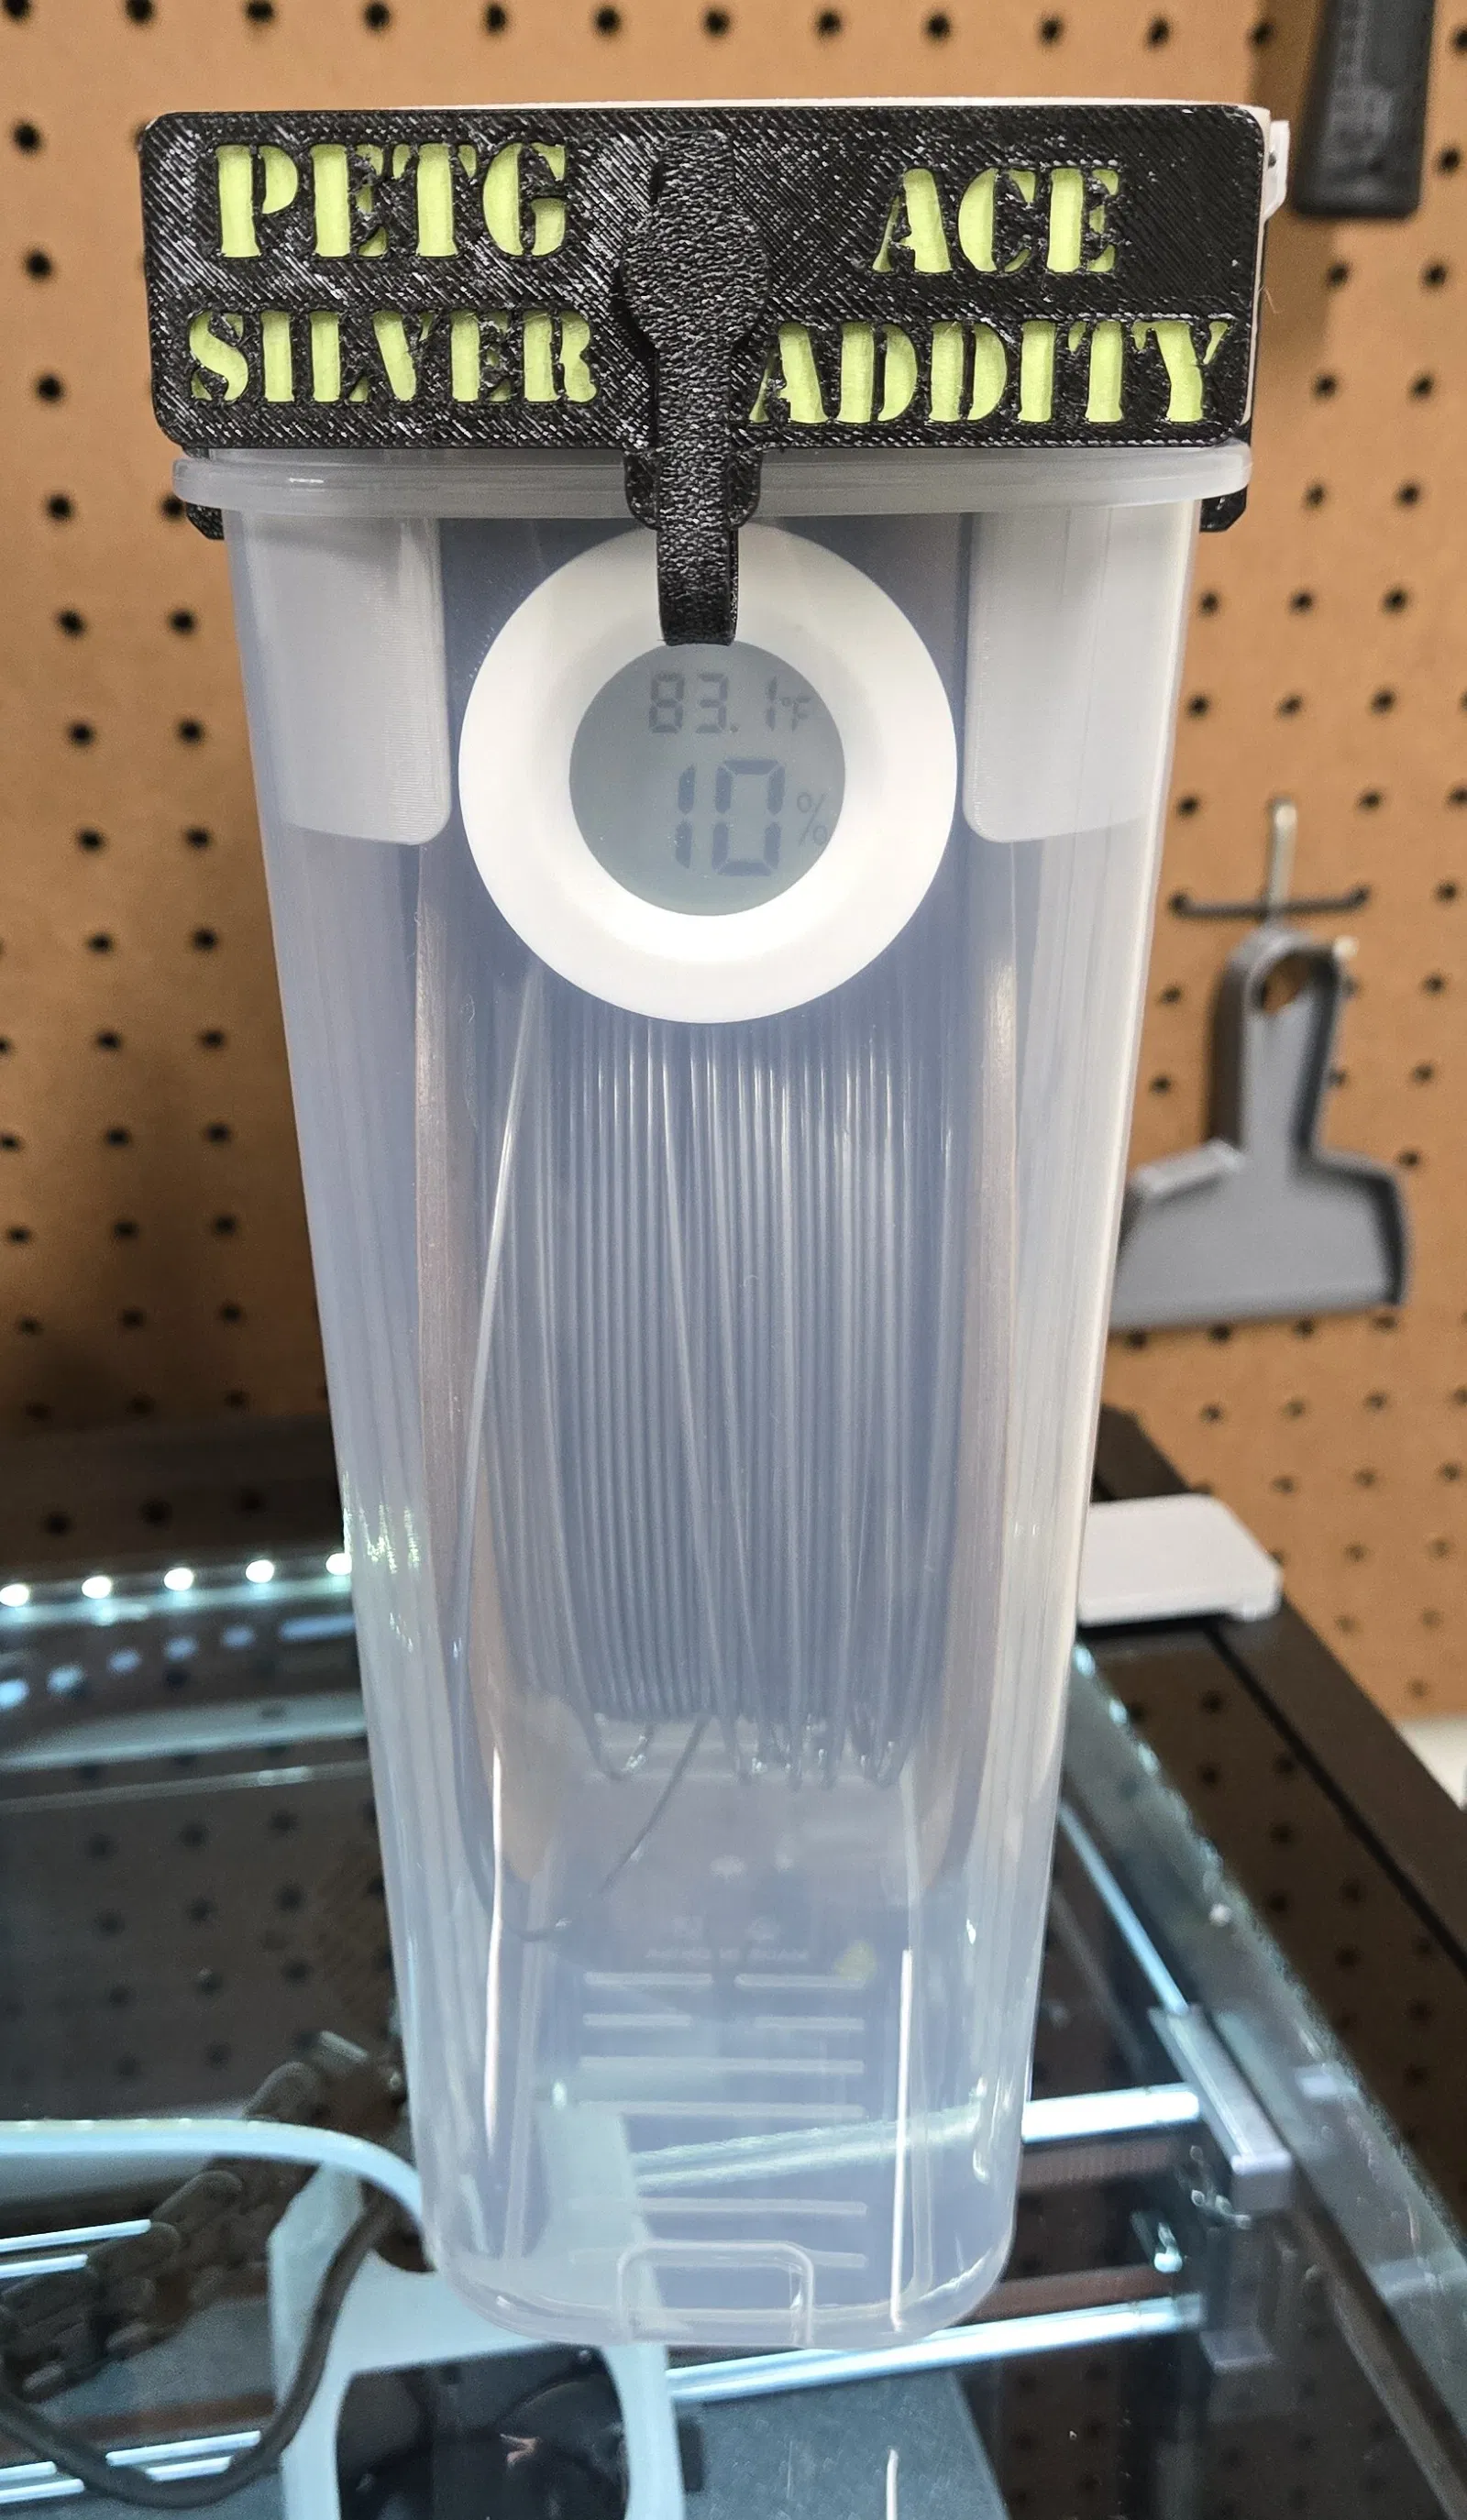 PETG
SILVER
ACE
ADDITY
83.1°F
10%